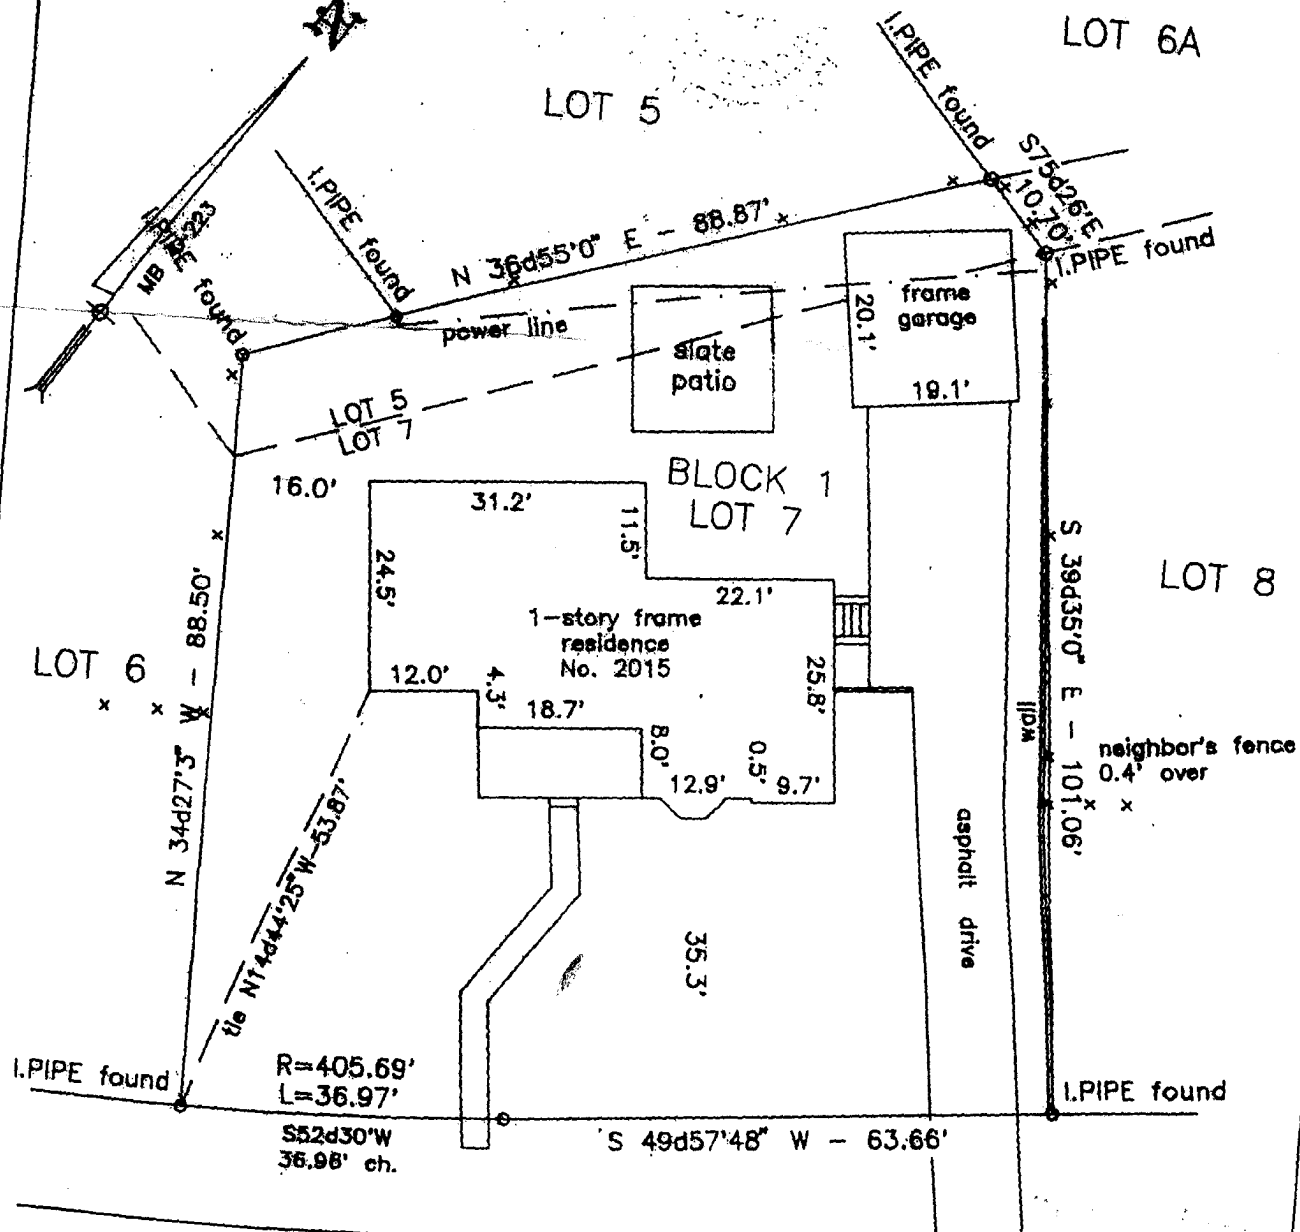 N
LOT 6A
LOT 5
I.PIPE found
S75d26'E
10.70'
I.PIPE found
I.PIPE found
N 36d55'0" E - 88.87'
MB 223
I.PIPE found
power line
frame
garage
20.1'
19.1'
slate
patio
LOT 5
LOT 7
16.0'
31.2'
11.5'
BLOCK 1
LOT 7
24.5'
22.1'
1-story frame
residence
No. 2015
LOT 8
LOT 6
12.0'
4.3'
18.7'
8.0'
25.8'
12.9'
0.5'
9.7'
N 34d27'3" W - 88.50'
S 39d35'0" E - 101.06'
wall
neighbor's fence
0.4' over
tie N14d44'25"W-53.87'
asphalt drive
35.3'
I.PIPE found
R=405.69'
L=36.97'
S52d30'W
36.96' ch.
S 49d57'48" W - 63.66'
I.PIPE found